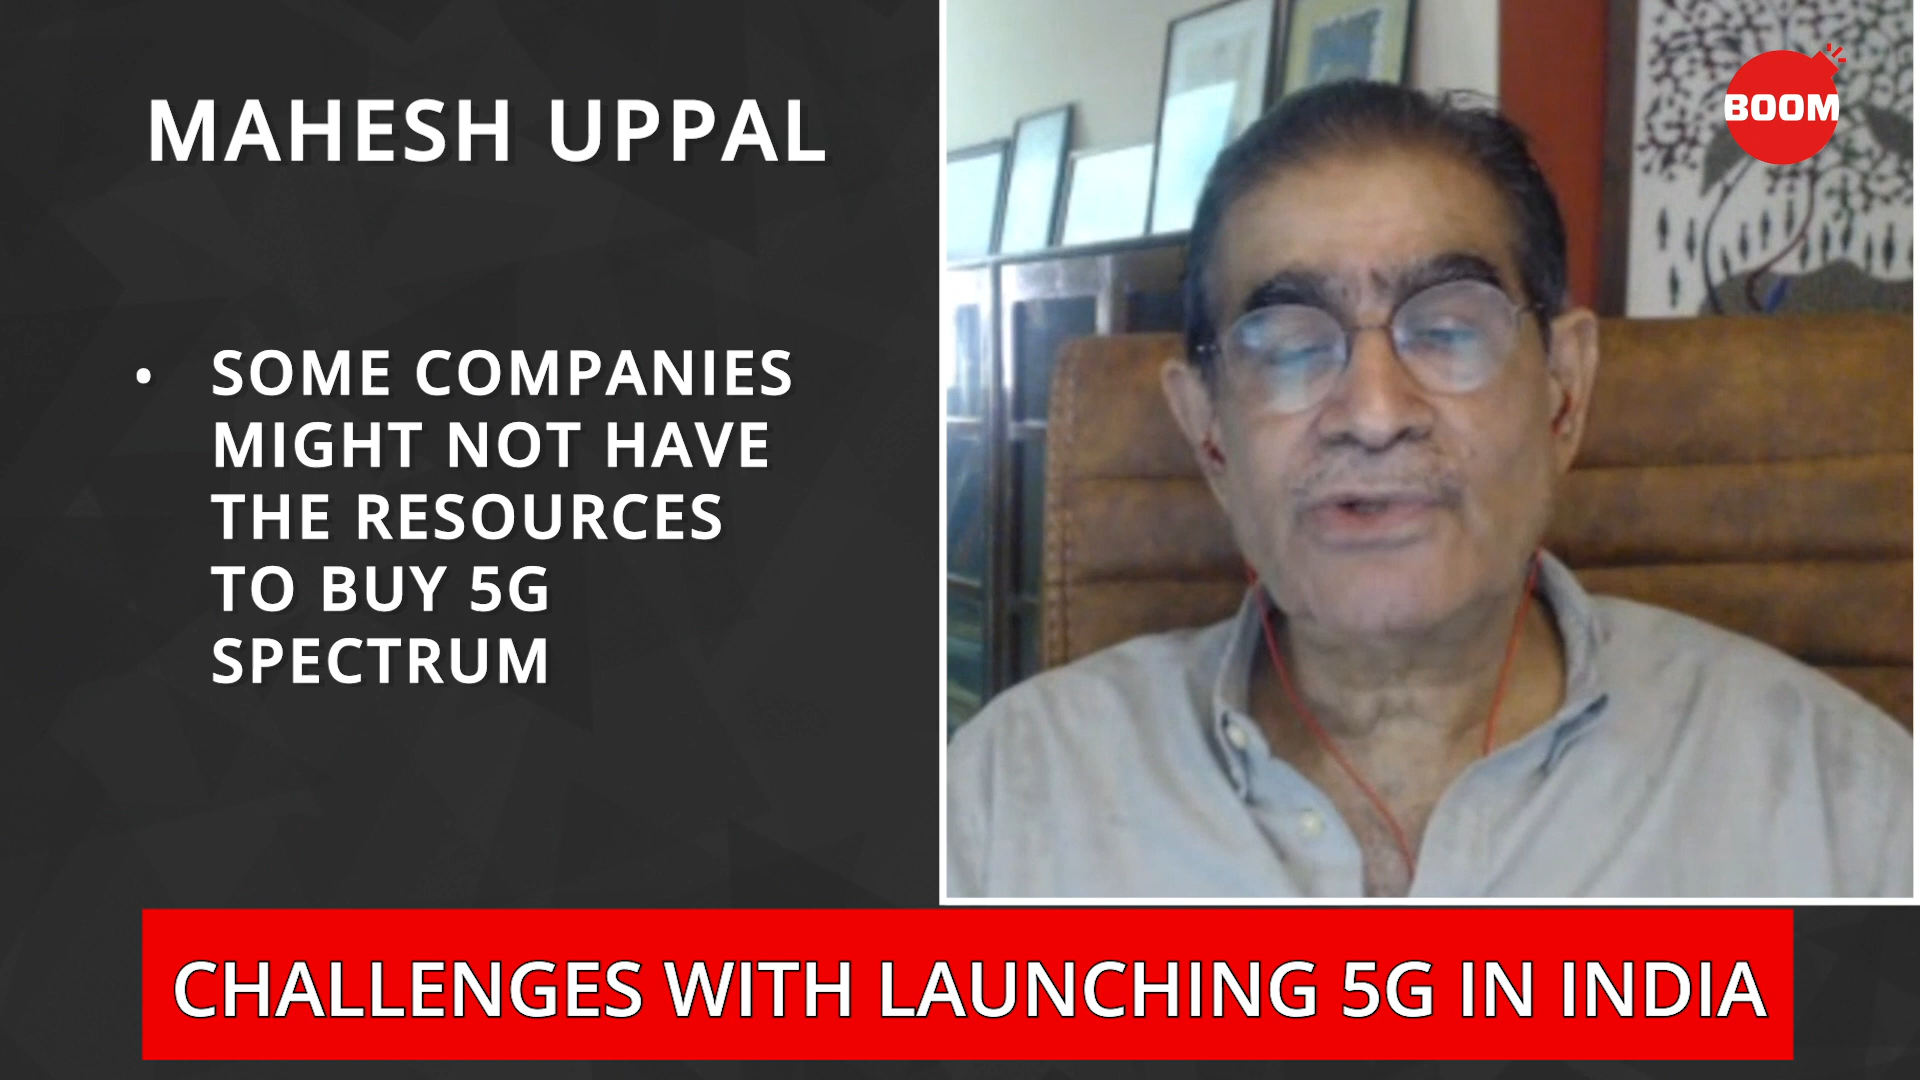 MAHESH UPPAL
BOOM
• SOME COMPANIES
MIGHT NOT HAVE
THE RESOURCES
TO BUY 5G
SPECTRUM
CHALLENGES WITH LAUNCHING 5G IN INDIA